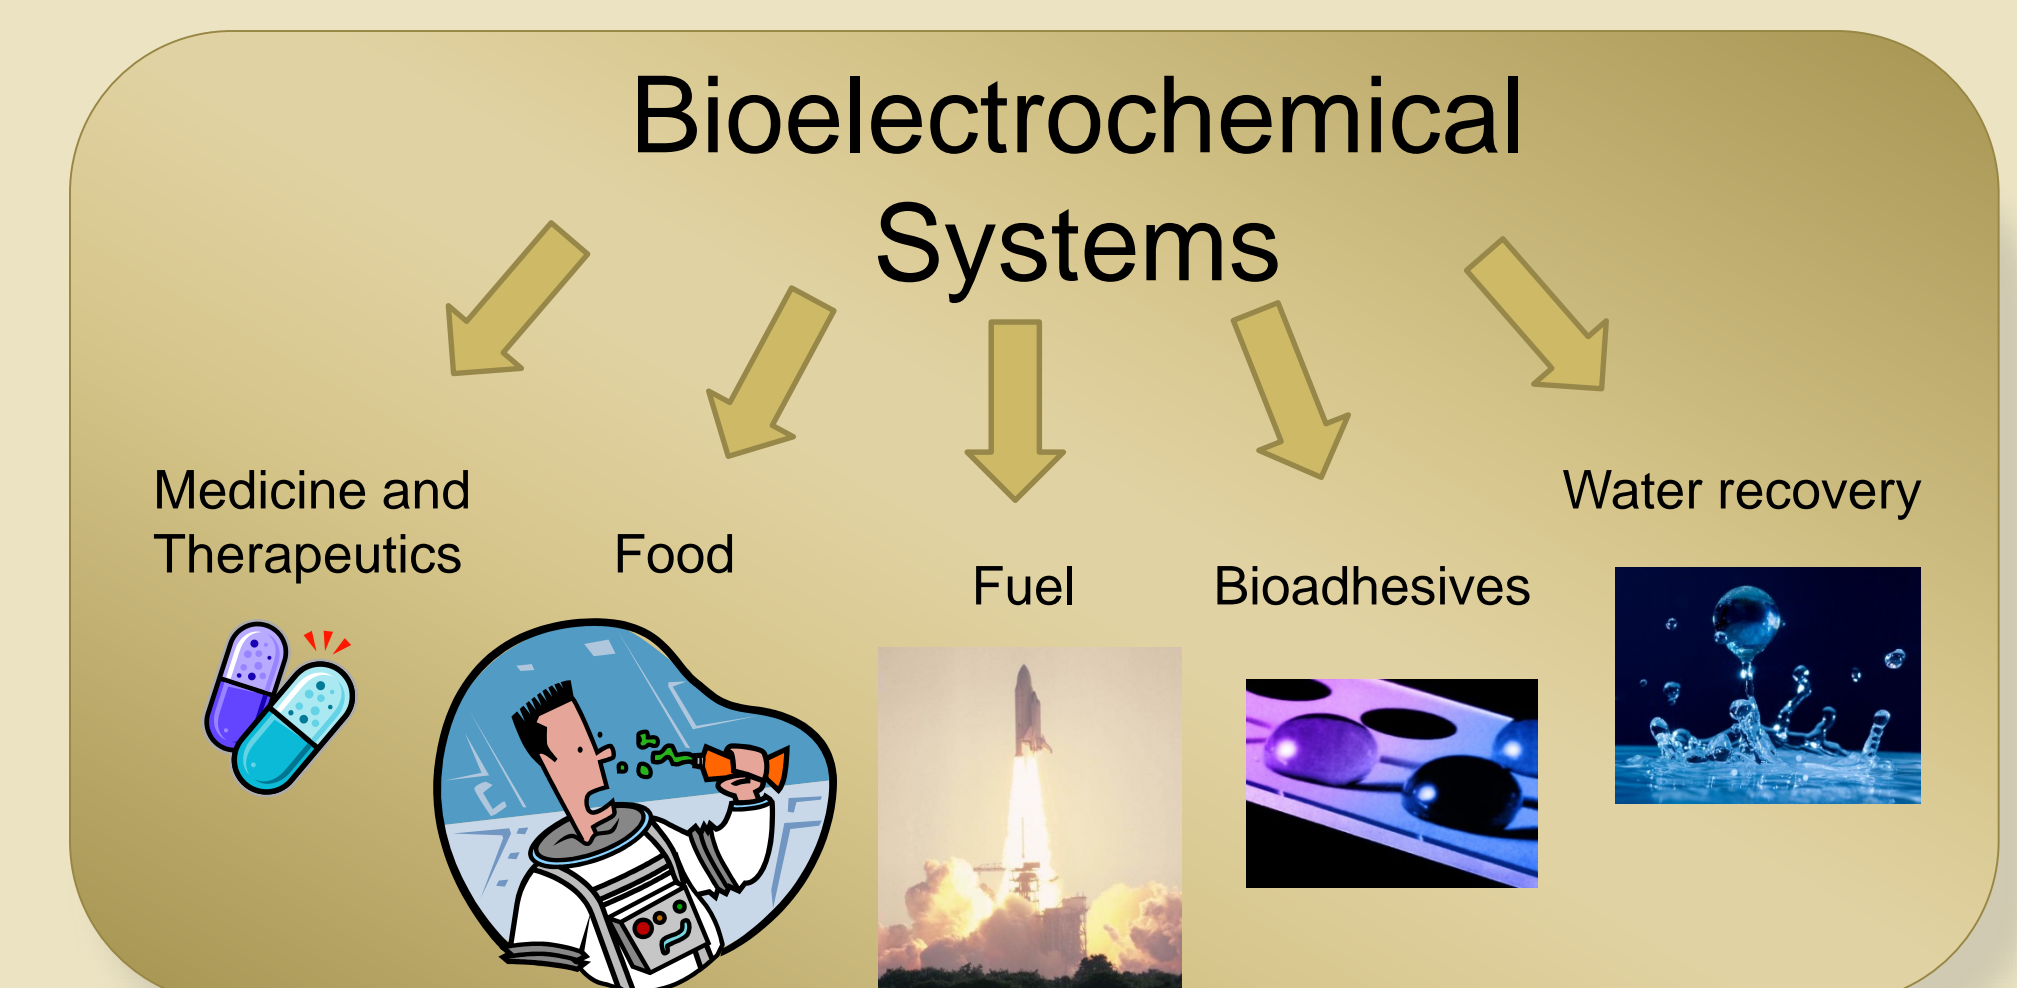 Bioelectrochemical
Systems
Medicine and
Therapeutics
Food
Fuel
Bioadhesives
Water recovery